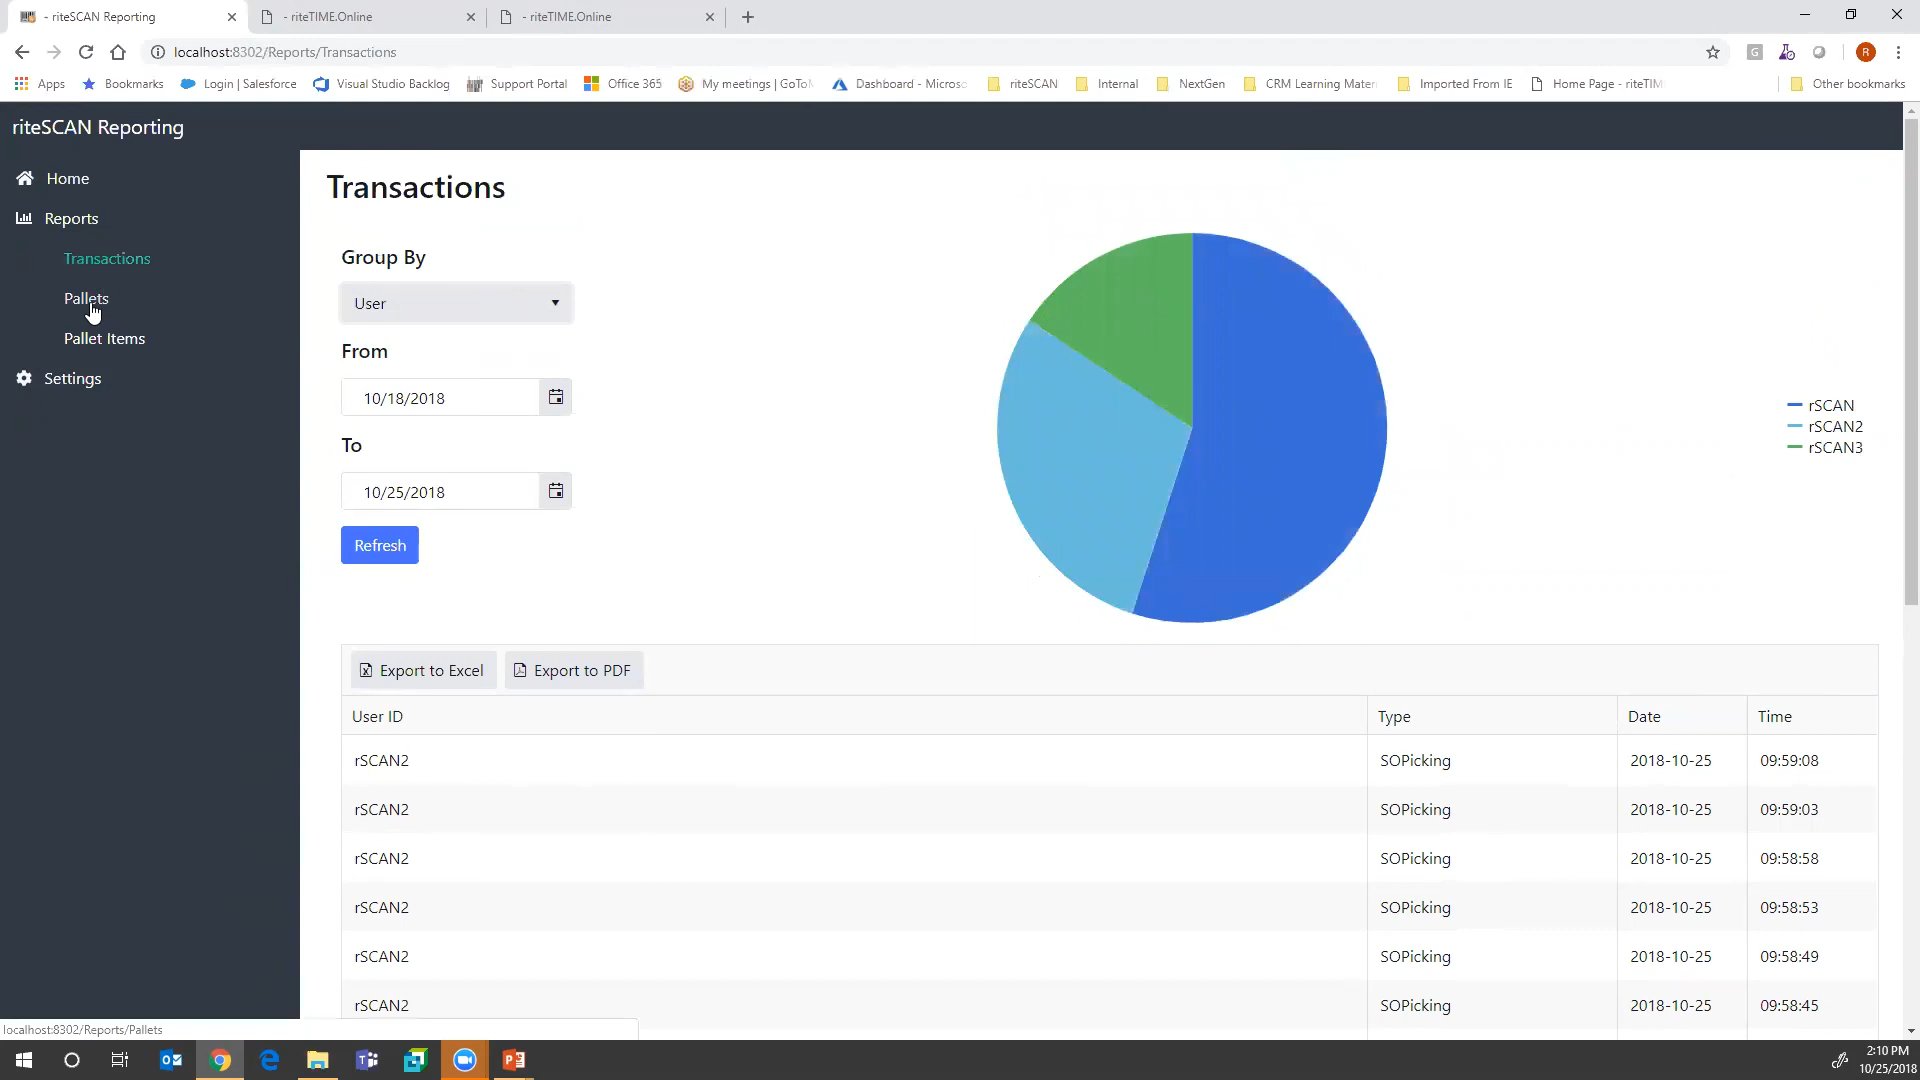 - riteSCAN Reporting
- riteTIME.Online
- riteTIME.Online
localhost:8302/Reports/Transactions
G
R
Apps
Bookmarks
Login | Salesforce
Visual Studio Backlog
Support Portal
Office 365
My meetings | GoTo
Dashboard - Microso
riteSCAN
Internal
NextGen
CRM Learning Mater
Imported From IE
Home Page - riteTI
Other bookmarks
riteSCAN Reporting
Home
Reports
Transactions
Pallets
Pallet Items
Settings
Transactions
Group By
User
From
10/18/2018
To
10/25/2018
Refresh
rSCAN
rSCAN2
rSCAN3
Export to Excel
Export to PDF
User ID Type Date Time
rSCAN2 SOPicking 2018-10-25 09:59:08
rSCAN2 SOPicking 2018-10-25 09:59:03
rSCAN2 SOPicking 2018-10-25 09:58:58
rSCAN2 SOPicking 2018-10-25 09:58:53
rSCAN2 SOPicking 2018-10-25 09:58:49
rSCAN2 SOPicking 2018-10-25 09:58:45
localhost:8302/Reports/Pallets
2:10 PM
10/25/2018